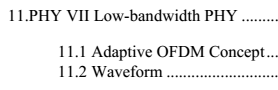 11.PHY VII Low-bandwidth PHY .........
11.1 Adaptive OFDM Concept...
11.2 Waveform ...........................